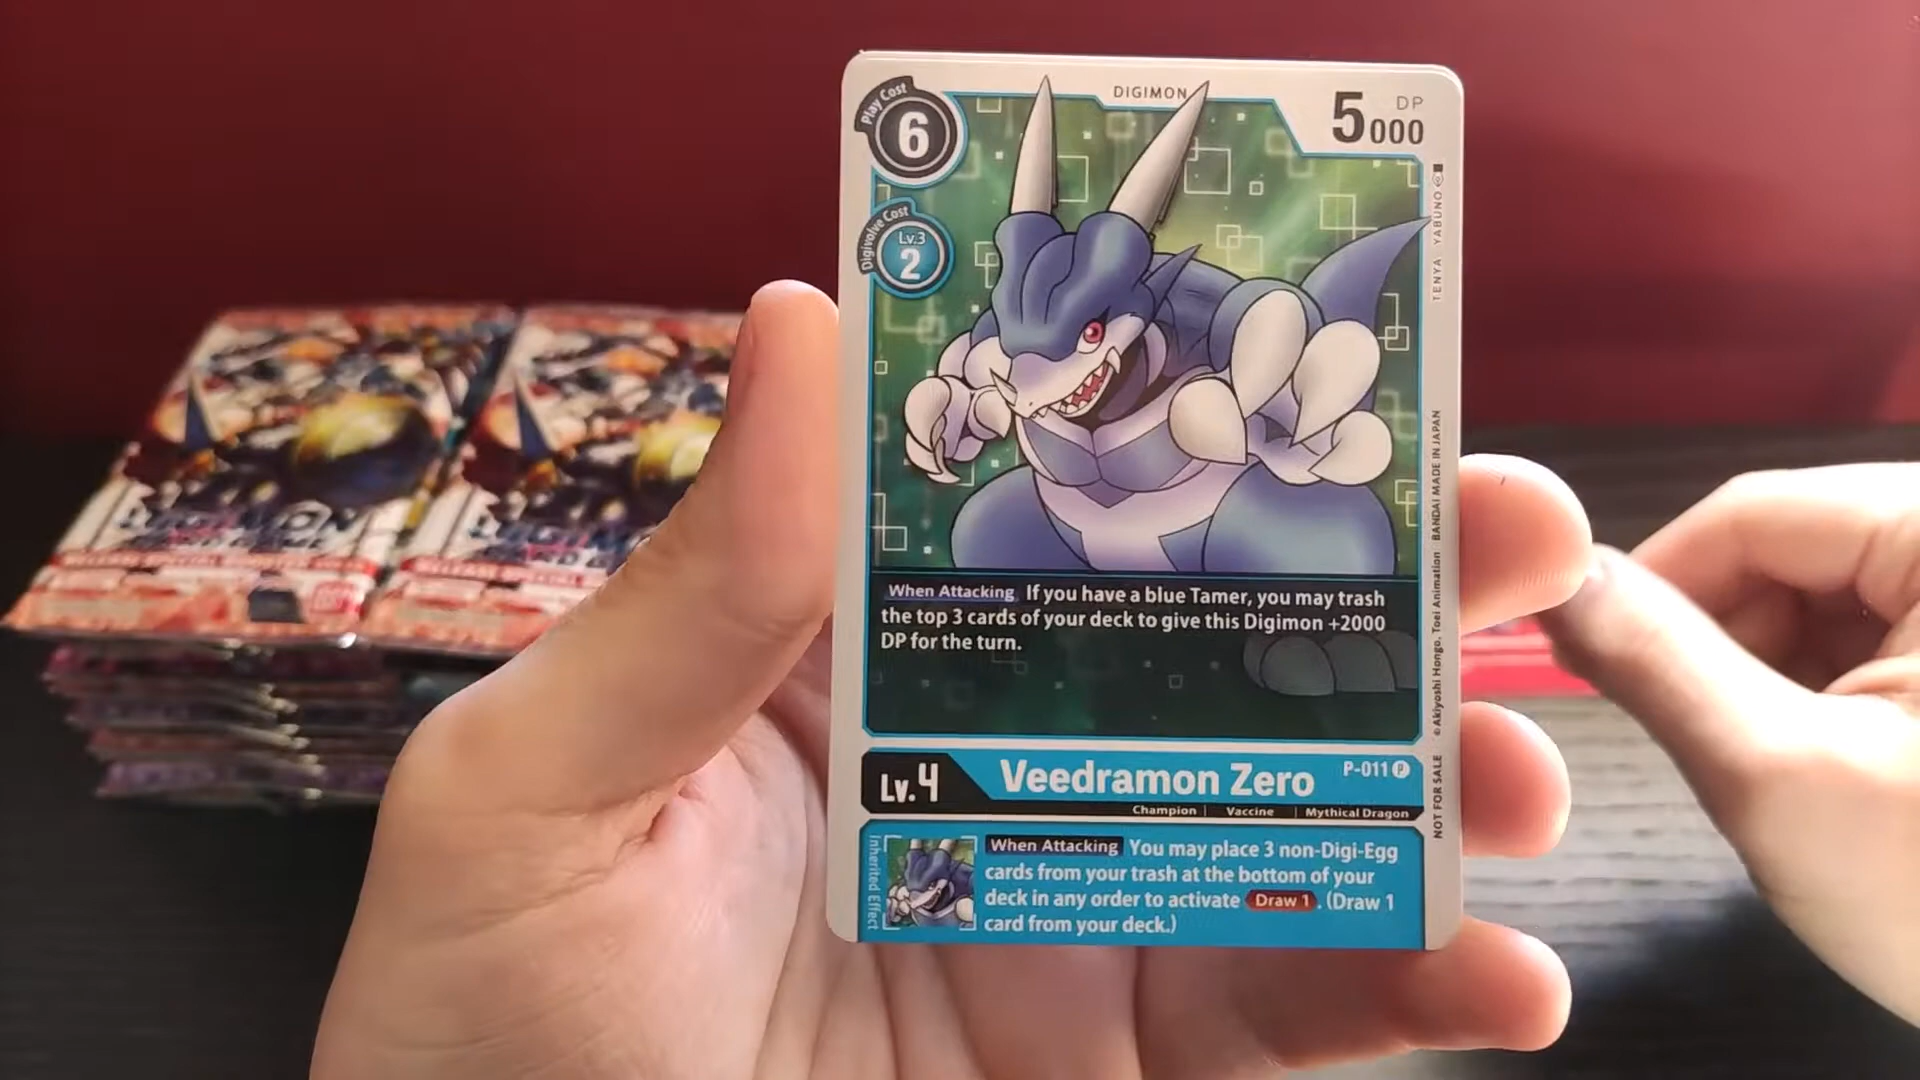 Play Cost
6
DIGIMON
DP
5000
Digivolve Cost
Lv.3
2
TENYA YABUNO
When Attacking If you have a blue Tamer, you may trash
the top 3 cards of your deck to give this Digimon +2000
DP for the turn.
©Akiyoshi Hongo, Toei Animation BANDAI MADE IN JAPAN
NOT FOR SALE
Lv.4
Veedramon Zero
P-011 P
Champion | Vaccine | Mythical Dragon
Inherited Effect
When Attacking You may place 3 non-Digi-Egg
cards from your trash at the bottom of your
deck in any order to activate Draw 1. (Draw 1
card from your deck.)